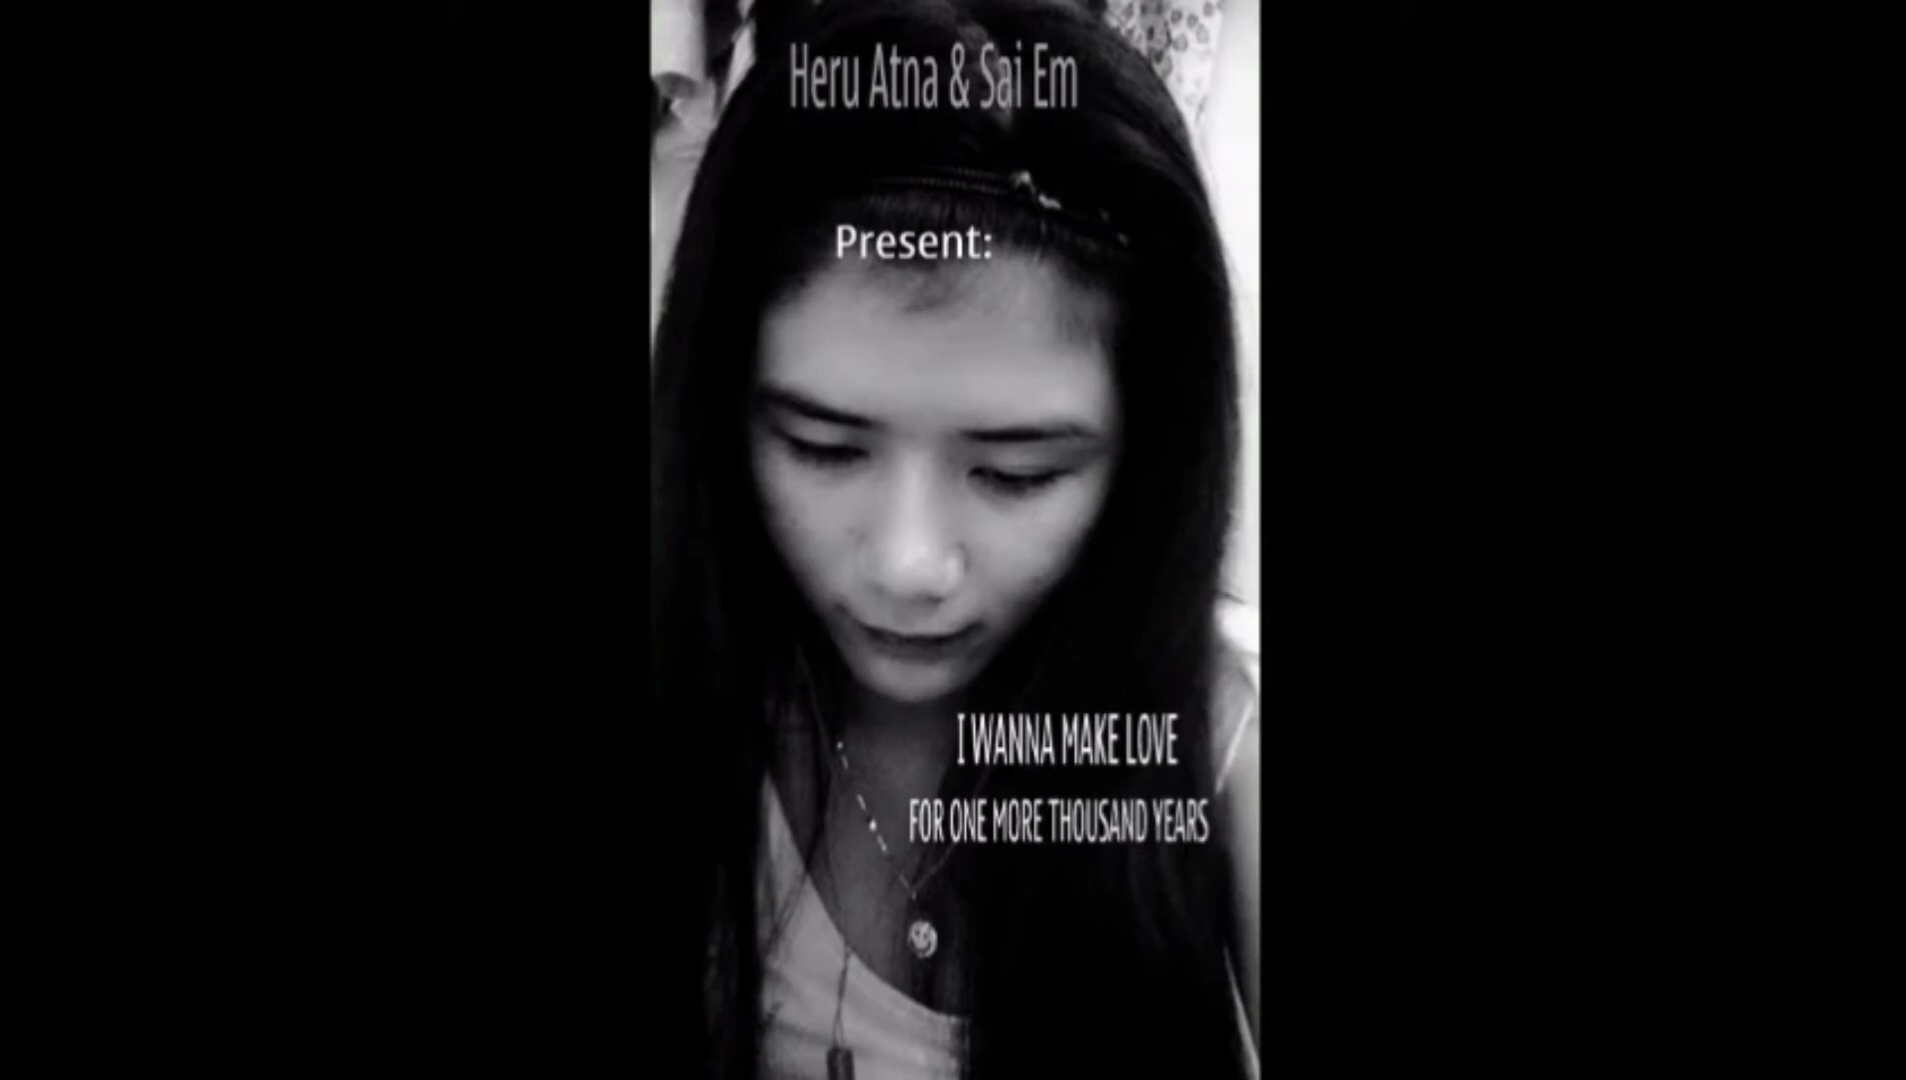 Heru Atna & Sai Em
Present:
I WANNA MAKE LOVE
FOR ONE MORE THOUSAND YEARS